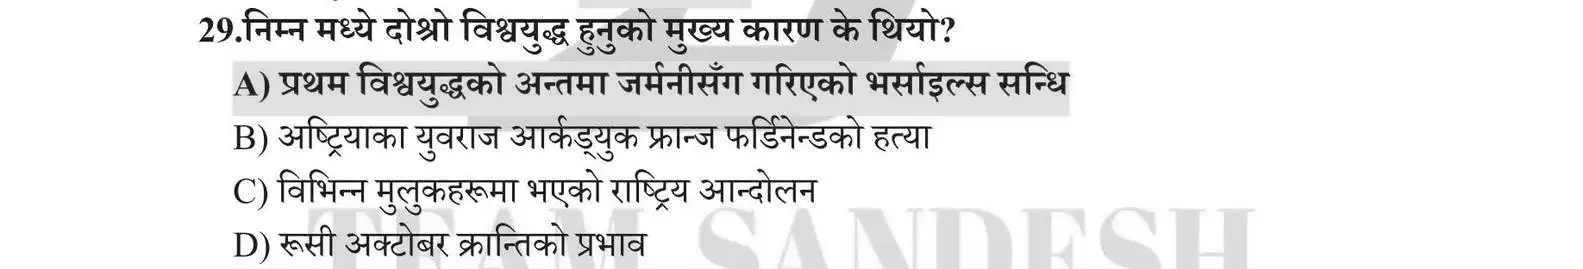 29.निम्न मध्ये दोश्रो विश्वयुद्ध हुनुको मुख्य कारण के थियो?
A) प्रथम विश्वयुद्धको अन्तमा जर्मनीसँग गरिएको भर्साइल्स सन्धि
B) अष्ट्रियाका युवराज आर्कड्युक फ्रान्ज फर्डिनेन्डको हत्या
C) विभिन्न मुलुकहरूमा भएको राष्ट्रिय आन्दोलन
D) रूसी अक्टोबर क्रान्तिको प्रभाव
TEAM SANDESH